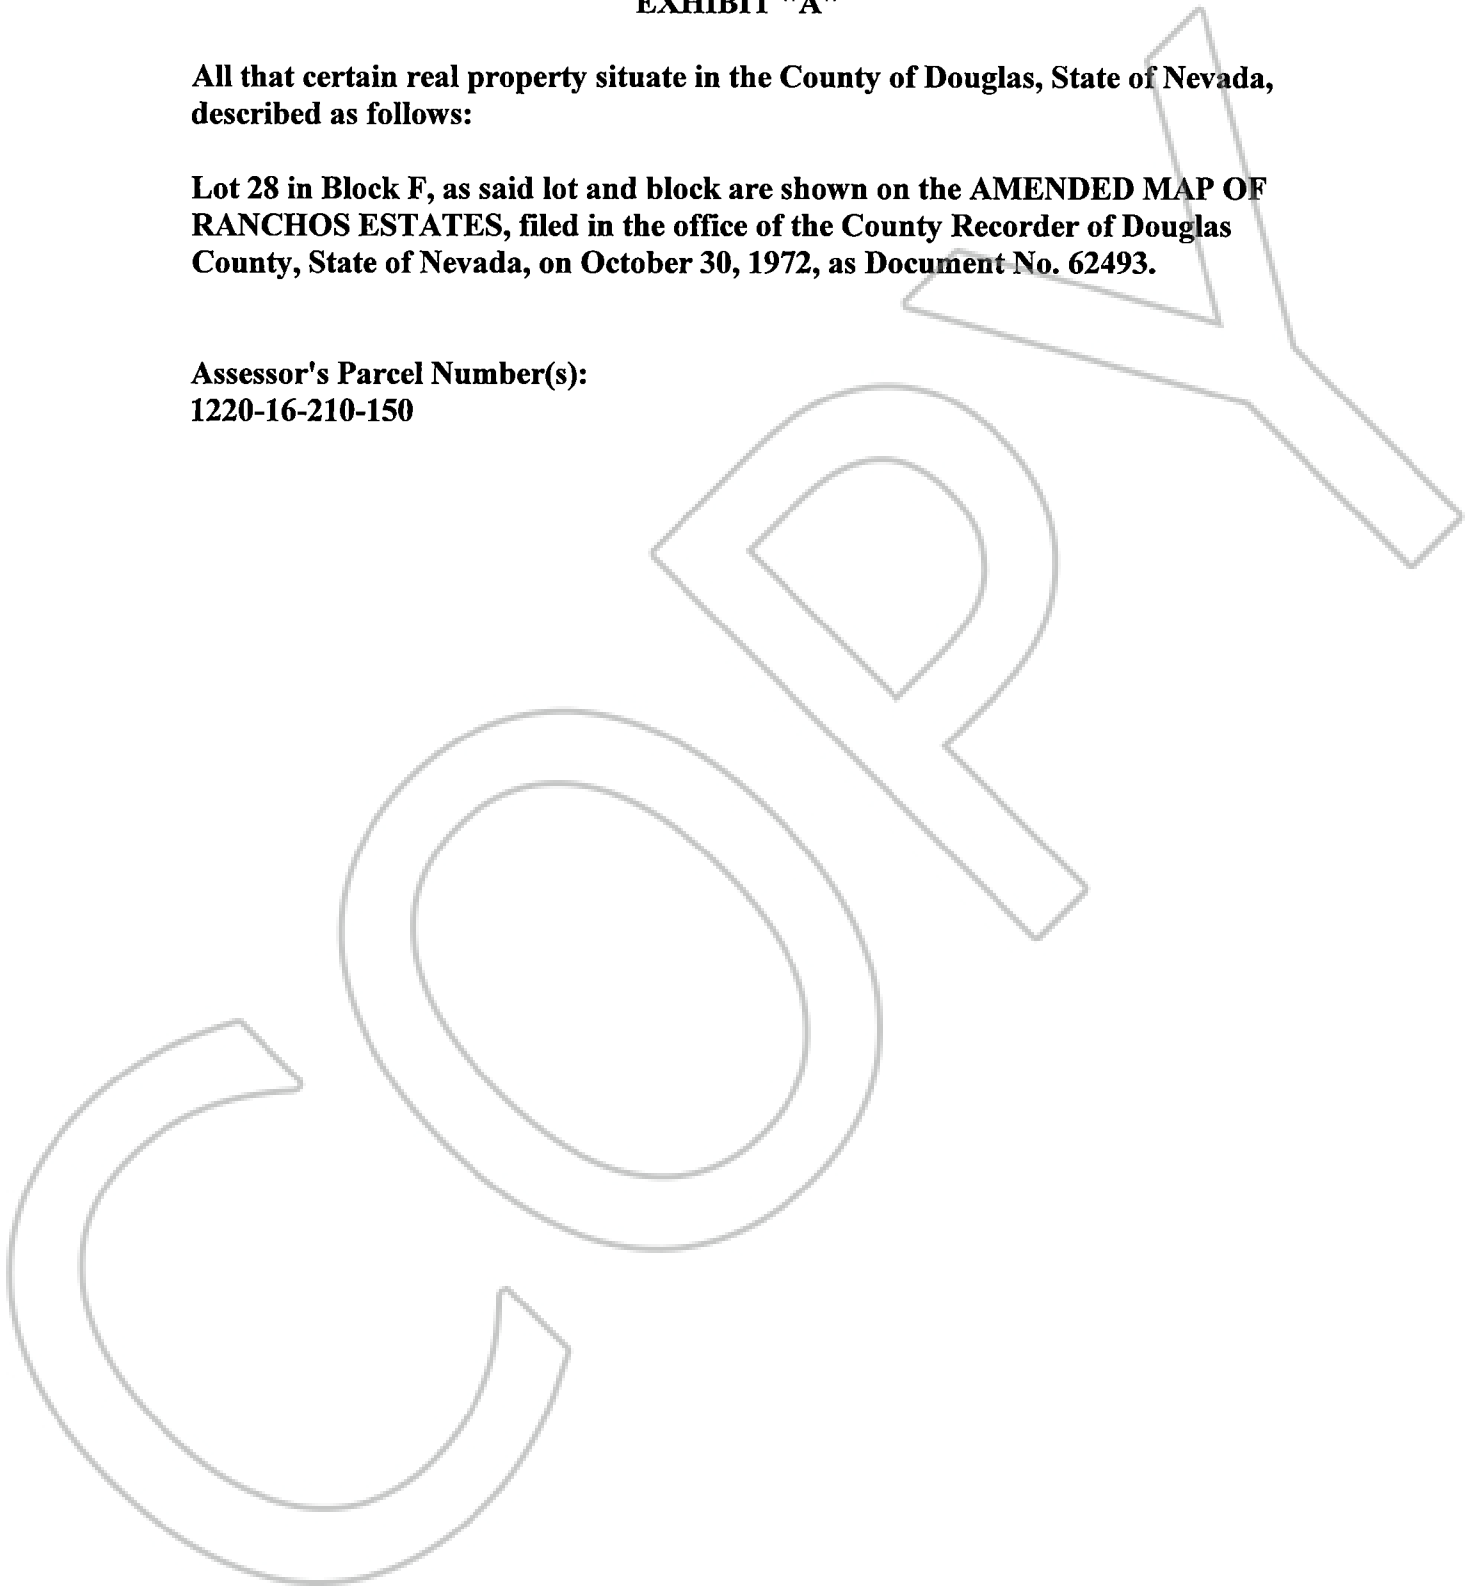 EXHIBIT "A"
All that certain real property situate in the County of Douglas, State of Nevada,
described as follows:
Lot 28 in Block F, as said lot and block are shown on the AMENDED MAP OF
RANCHOS ESTATES, filed in the office of the County Recorder of Douglas
County, State of Nevada, on October 30, 1972, as Document No. 62493.
Assessor's Parcel Number(s):
1220-16-210-150
COPY